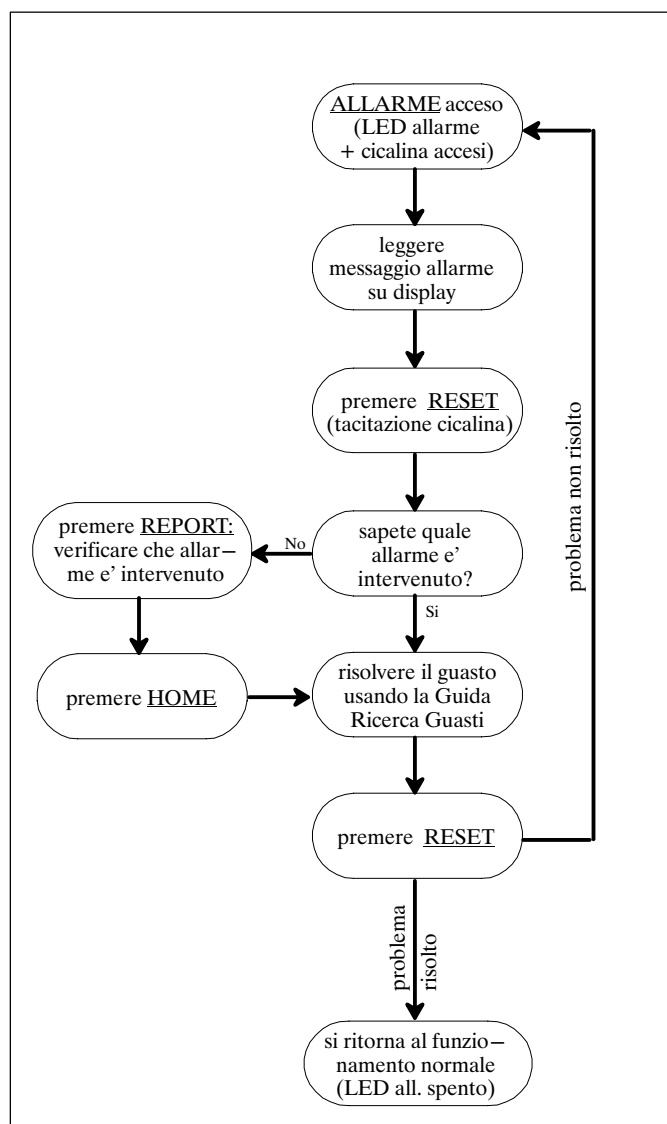 ALLARME acceso
(LED allarme
+ cicalina accesi)
leggere
messaggio allarme
su display
premere RESET
(tacitazione cicalina)
sapete quale
allarme e’
intervenuto?
No
premere REPORT:
verificare che allar–
me e’ intervenuto
premere HOME
Si
risolvere il guasto
usando la Guida
Ricerca Guasti
premere RESET
problema non risolto
problema
risolto
si ritorna al funzio–
namento normale
(LED all. spento)